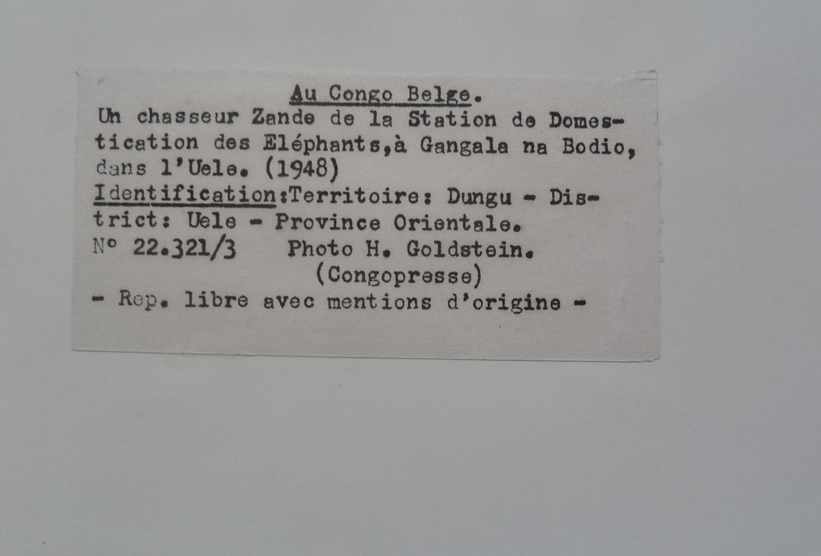 Au Congo Belge.
Un chasseur Zande de la Station de Domes-
tication des Eléphants,à Gangala na Bodio,
dans l'Uele. (1948)
Identification:Territoire: Dungu - Dis-
trict: Uele - Province Orientale.
N° 22.321/3 Photo H. Goldstein.
(Congopresse)
- Rep. libre avec mentions d'origine -